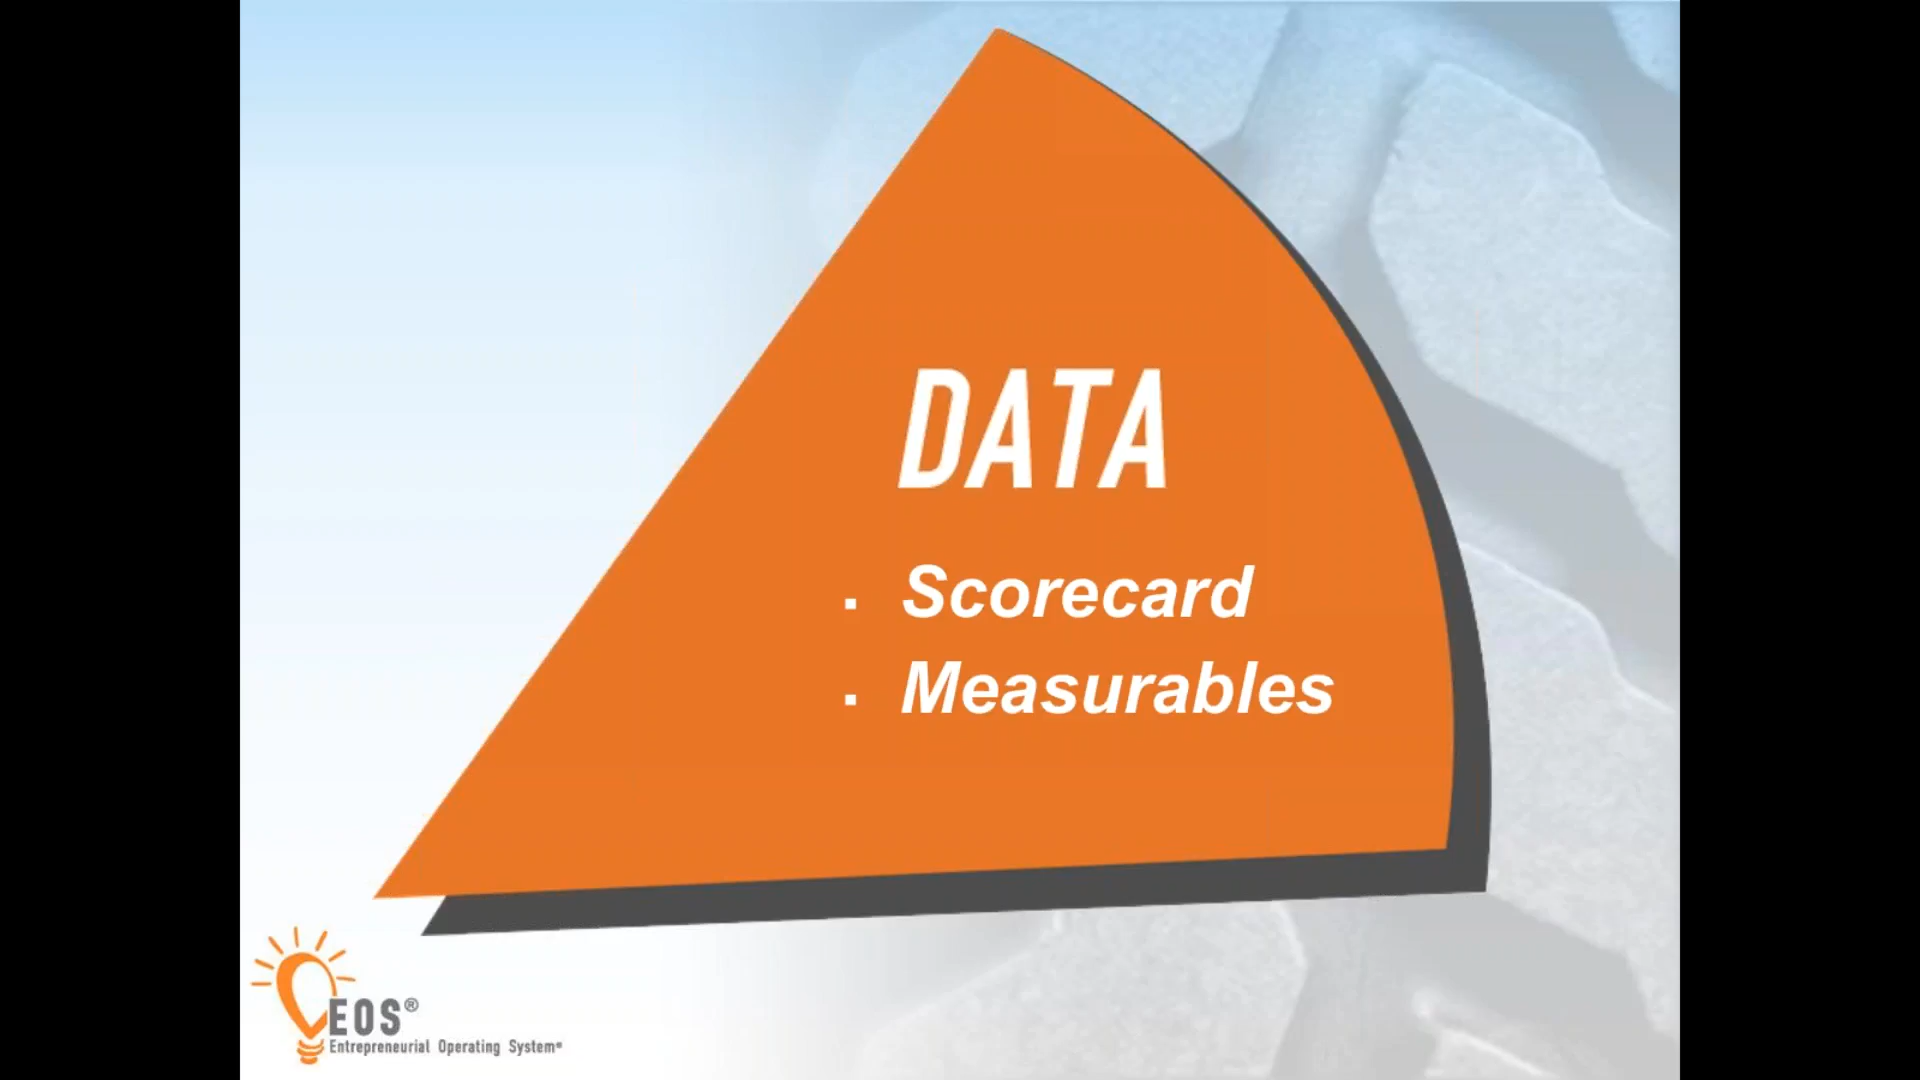 DATA
▪ Scorecard
▪ Measurables
EOS®
Entrepreneurial Operating System®